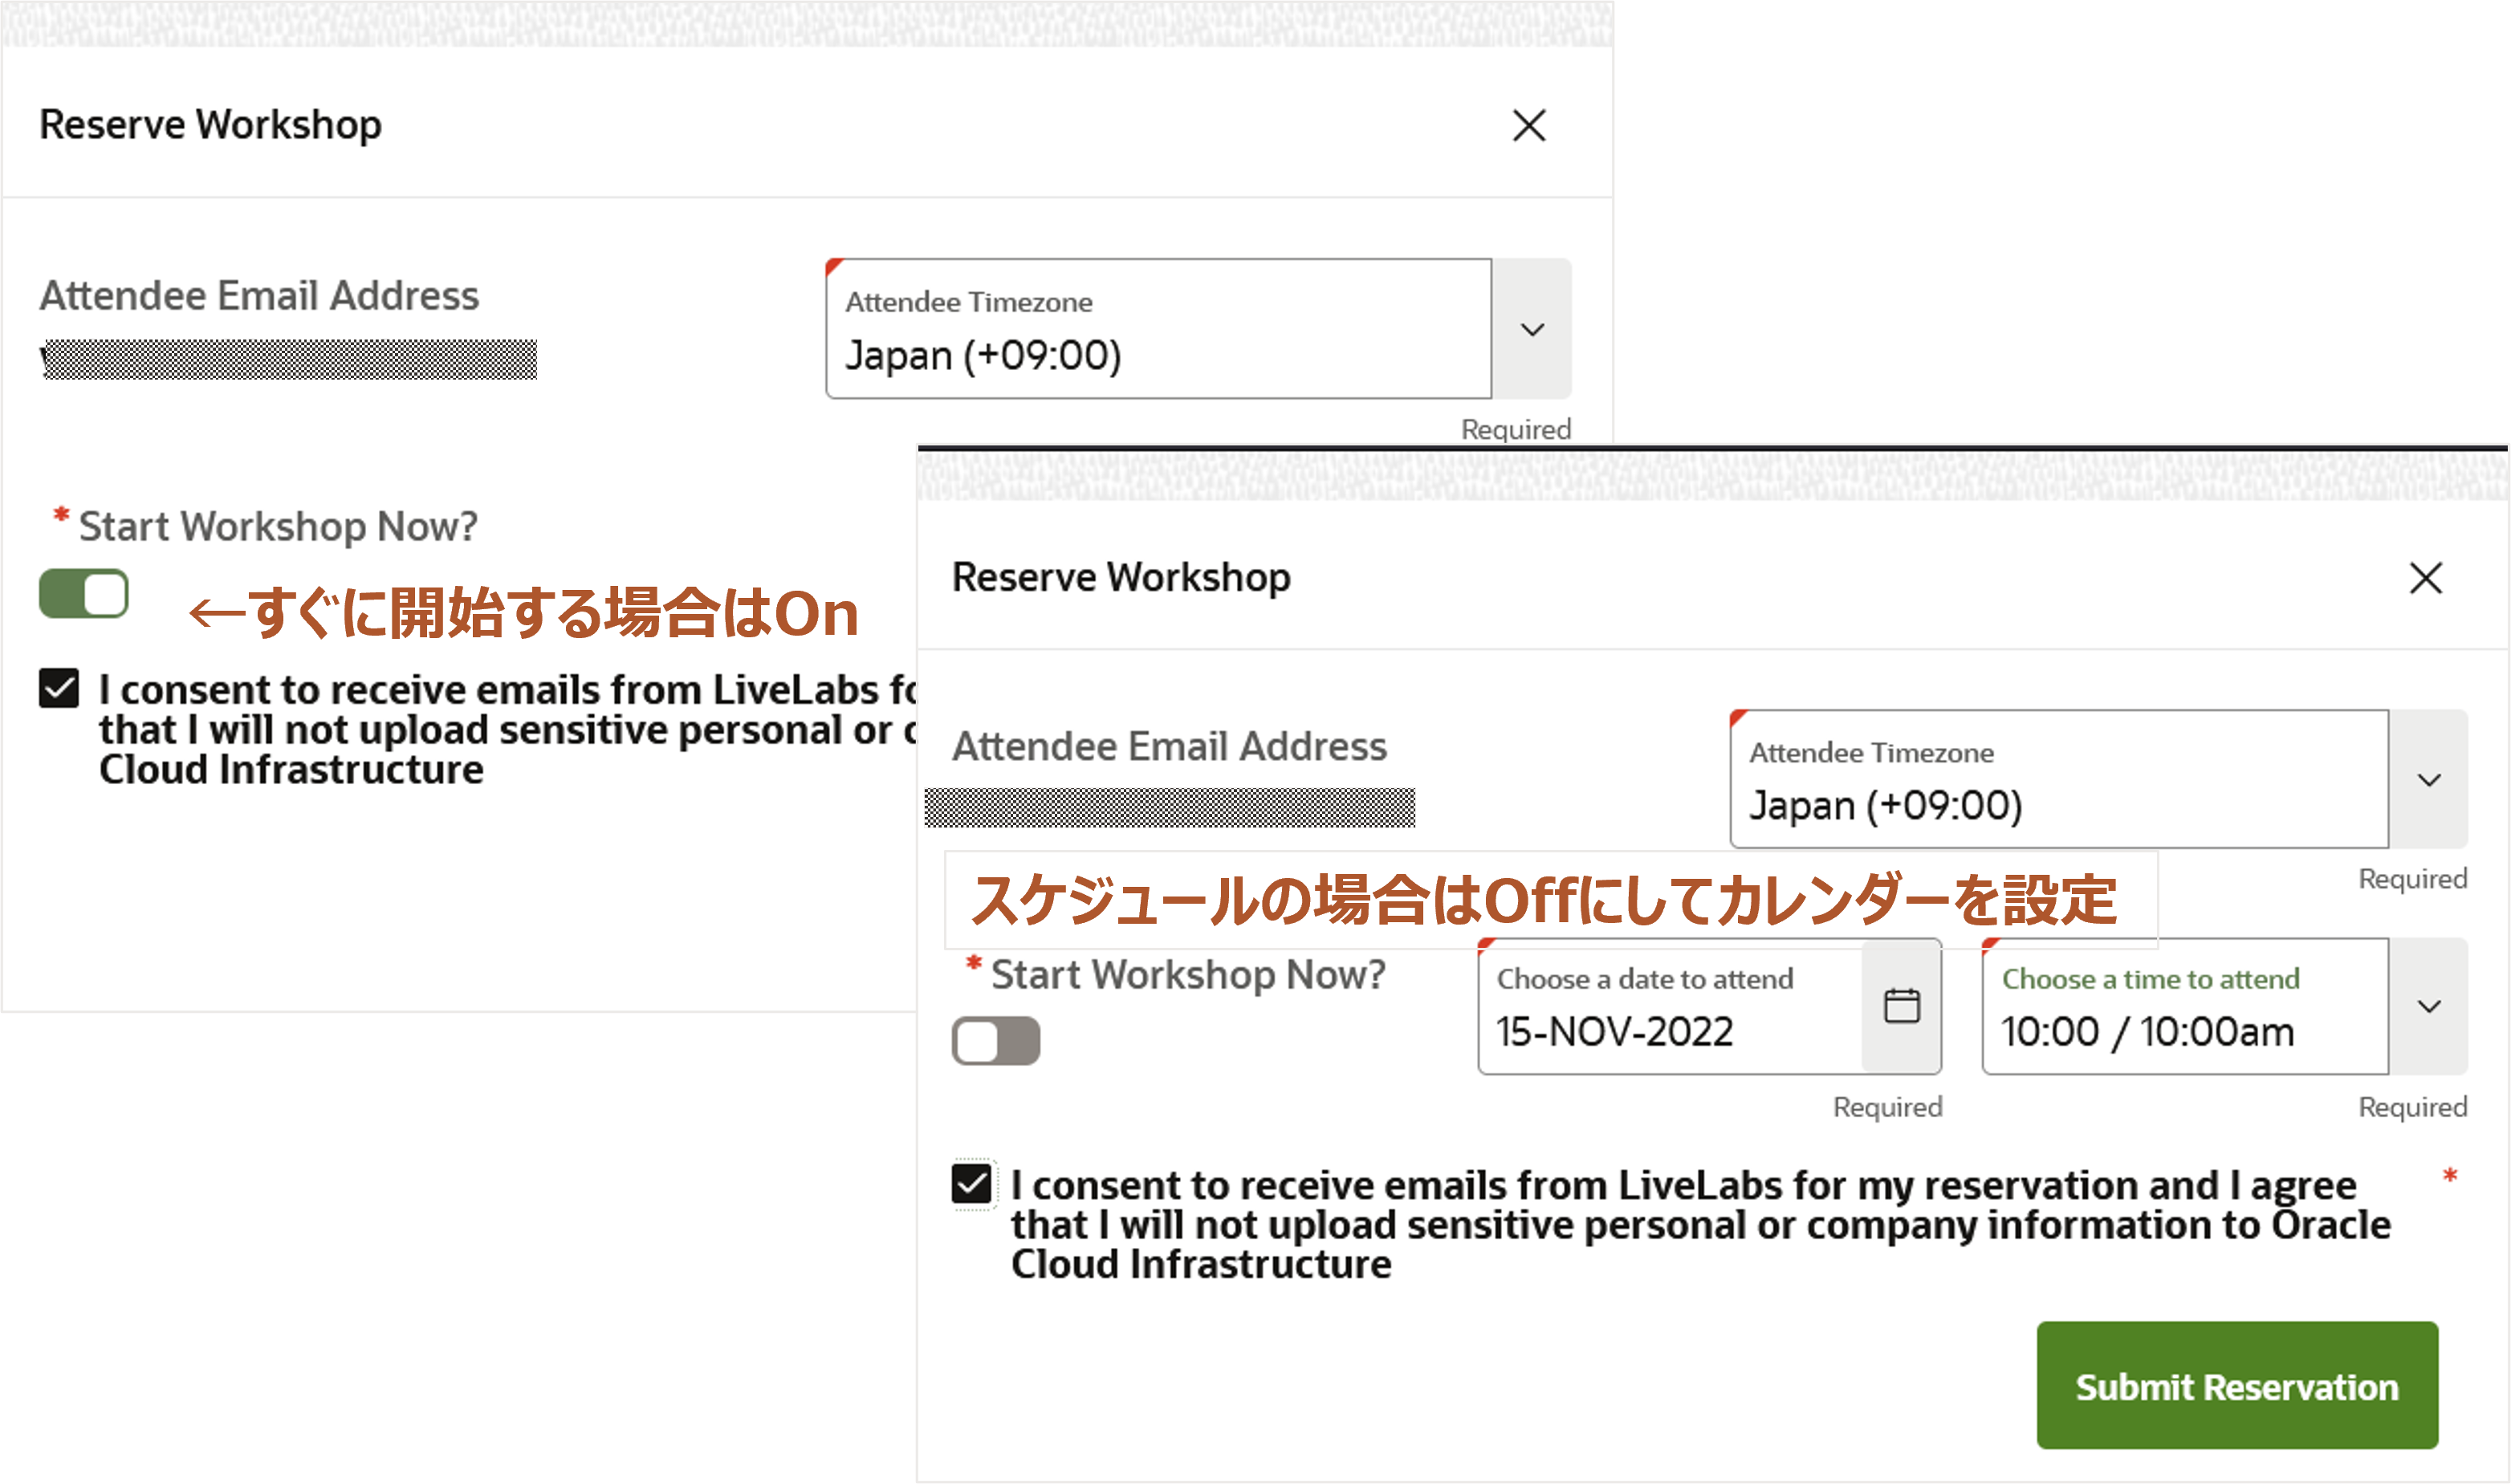 Reserve Workshop
Attendee Email Address
Attendee Timezone
Japan (+09:00)
Required
* Start Workshop Now?
←すぐに開始する場合はOn
I consent to receive emails from LiveLabs
that I will not upload sensitive personal or
Cloud Infrastructure
Reserve Workshop
Attendee Email Address
Attendee Timezone
Japan (+09:00)
Required
スケジュールの場合はOffにしてカレンダーを設定
* Start Workshop Now?
Choose a date to attend
15-NOV-2022
Required
Choose a time to attend
10:00 / 10:00am
Required
I consent to receive emails from LiveLabs for my reservation and I agree *
that I will not upload sensitive personal or company information to Oracle
Cloud Infrastructure
Submit Reservation